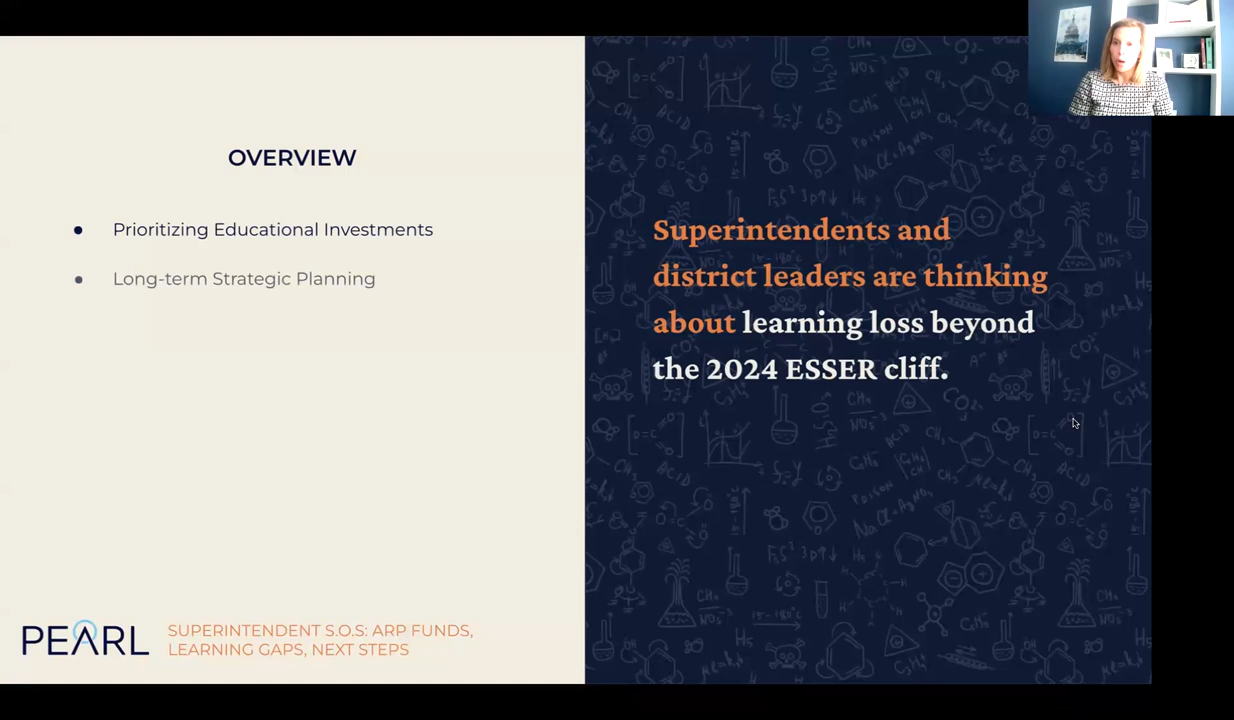 OVERVIEW
● Prioritizing Educational Investments
● Long-term Strategic Planning
PEARL
SUPERINTENDENT S.O.S: ARP FUNDS,
LEARNING GAPS, NEXT STEPS
Superintendents and
district leaders are thinking
about learning loss beyond
the 2024 ESSER cliff.